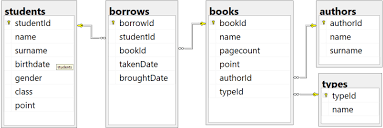 students
studentId
name
surname
birthdate
students
gender
class
point
borrows
borrowId
studentId
bookId
takenDate
broughtDate
books
bookId
name
pagecount
point
authorId
typeId
authors
authorId
name
surname
types
typeId
name